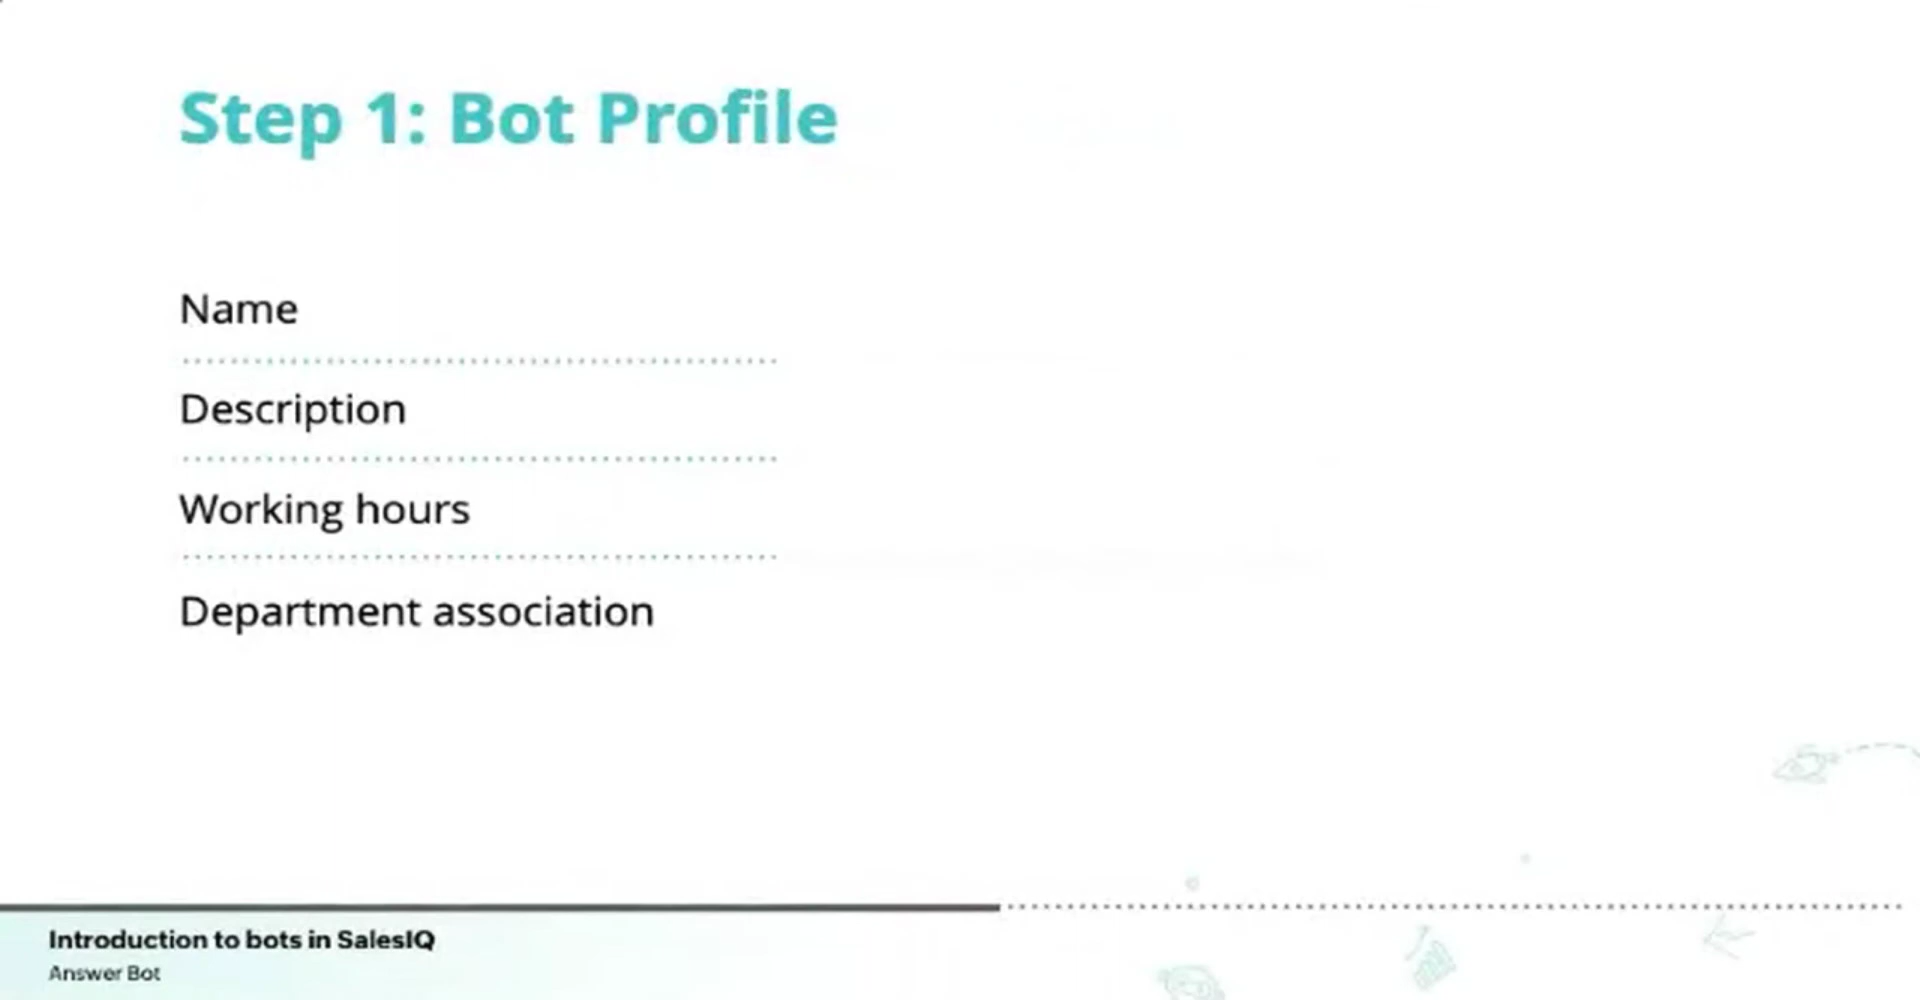 Step 1: Bot Profile
Name
Description
Working hours
Department association
Introduction to bots in SalesIQ
Answer Bot